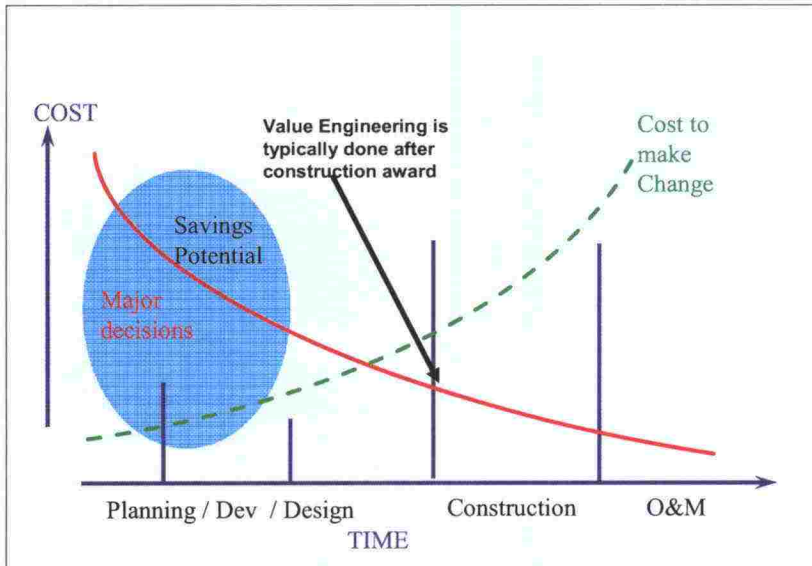 COST
Value Engineering is
typically done after
construction award
Cost to
make
Change
Savings
Potential
Major
decisions
Planning / Dev / Design
Construction
O&M
TIME